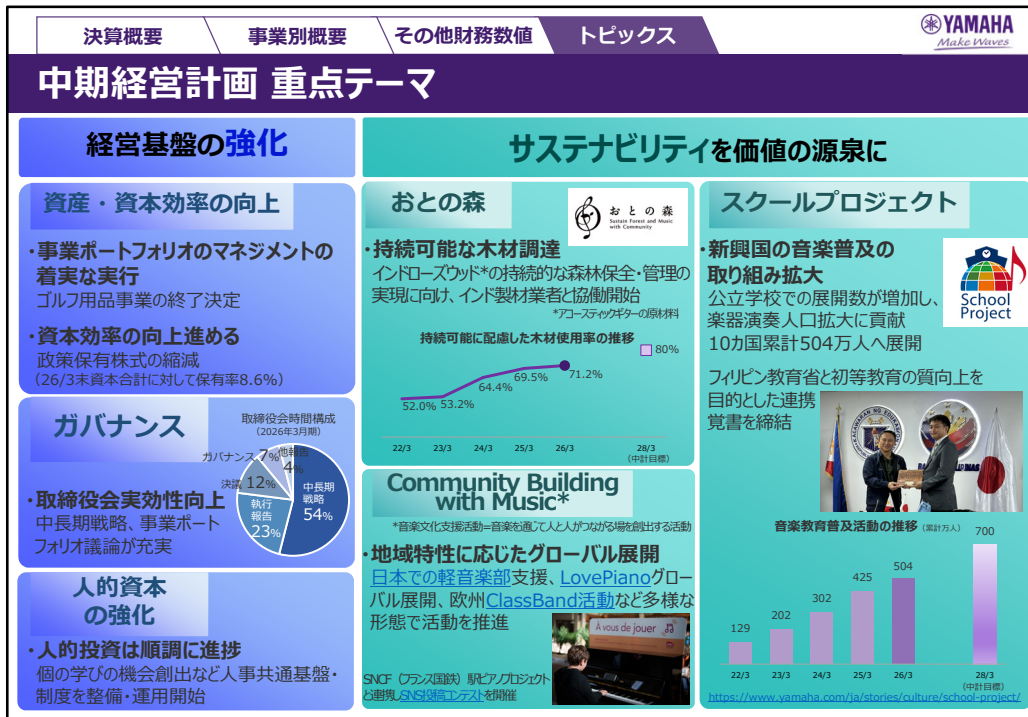 決算概要
事業別概要
その他財務数値
トピックス
YAMAHA
Make Waves
中期経営計画 重点テーマ
経営基盤の強化
資産・資本効率の向上
・事業ポートフォリオのマネジメントの
着実な実行
ゴルフ用品事業の終了決定
・資本効率の向上進める
政策保有株式の縮減
(26/3末資本合計に対して保有率8.6%)
ガバナンス
取締役会時間構成
(2026年3月期)
ガバナンス 7%
他報告
4%
決議 12%
中長期
戦略
54%
執行
報告
23%
・取締役会実効性向上
中長期戦略、事業ポート
フォリオ議論が充実
人的資本
の強化
・人的投資は順調に進捗
個の学びの機会創出など人事共通基盤・
制度を整備・運用開始
サステナビリティを価値の源泉に
おとの森
おとの森
Sustain Forest and Music
with Community
・持続可能な木材調達
インドローズウッド*の持続的な森林保全・管理の
実現に向け、インド製材業者と協働開始
*アコースティックギターの原材料
持続可能に配慮した木材使用率の推移
80%
52.0%
53.2%
64.4%
69.5%
71.2%
22/3
23/3
24/3
25/3
26/3
28/3
(中計目標)
Community Building
with Music*
*音楽文化支援活動=音楽を通じて人と人がつながる場を創出する活動
・地域特性に応じたグローバル展開
日本での軽音楽部支援、LovePianoグロー
バル展開、欧州ClassBand活動など多様な
形態で活動を推進
À vous de jouer
SNCF（フランス国鉄）駅ピアノプロジェクト
と連携しSNS投稿コンテストを開催
スクールプロジェクト
・新興国の音楽普及の
取り組み拡大
School
Project
公立学校での展開数が増加し、
楽器演奏人口拡大に貢献
10カ国累計504万人へ展開
フィリピン教育省と初等教育の質向上を
目的とした連携
覚書を締結
音楽教育普及活動の推移 (累計万人)
129
202
302
425
504
700
22/3
23/3
24/3
25/3
26/3
28/3
(中計目標)
https://www.yamaha.com/ja/stories/culture/school-project/